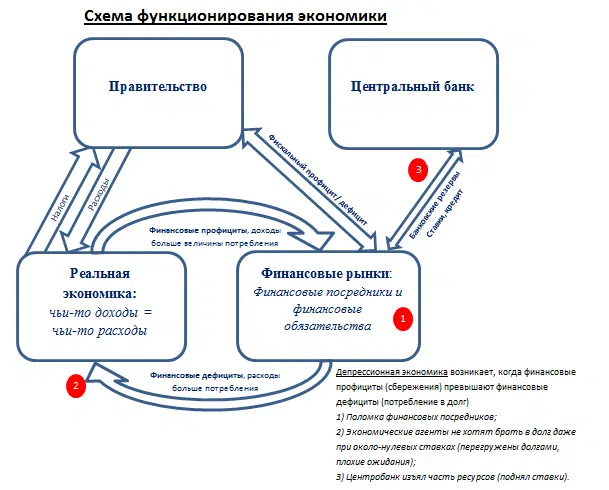 Схема функционирования экономики
Правительство
Центральный банк
Налоги
Расходы
Фискальный профицит/ дефицит
3
Банковские резервы
Ставки, кредит
Финансовые профициты, доходы
больше величины потребления
Реальная
экономика:
чьи-то доходы =
чьи-то расходы
Финансовые рынки:
Финансовые посредники и
финансовые
обязательства
1
2
Финансовые дефициты, расходы
больше потребления
Депрессионная экономика возникает, когда финансовые
профициты (сбережения) превышают финансовые
дефициты (потребление в долг)
1) Поломка финансовых посредников;
2) Экономические агенты не хотят брать в долг даже
при около-нулевых ставках (перегружены долгами,
плохие ожидания);
3) Центробанк изъял часть ресурсов (поднял ставки).